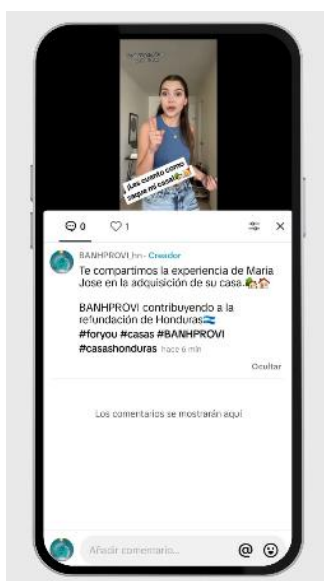 ¡Les cuento como
saque mi casa!🏡🏠
0
1
BANHPROVI_hn · Creador
Te compartimos la experiencia de Maria
Jose en la adquisición de su casa.🏡🏠
BANHPROVI contribuyendo a la
refundación de Honduras🇭🇳
#foryou #casas #BANHPROVI
#casashonduras hace 6 min
Ocultar
Los comentarios se mostrarán aquí
Añadir comentario...
@